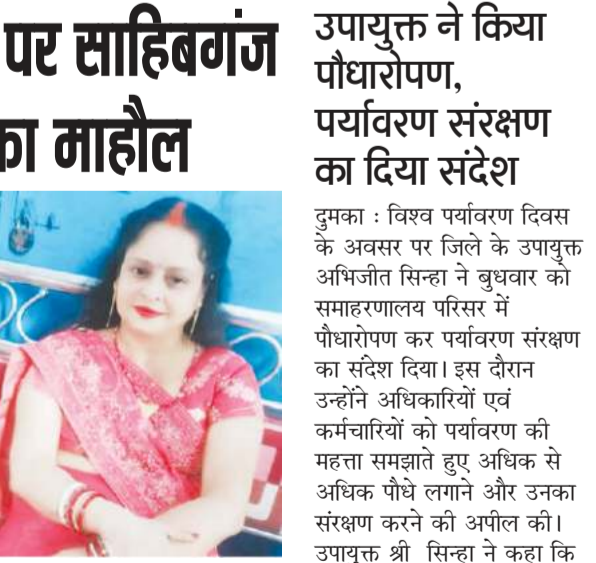 पर साहिबगंज
का माहौल
उपायुक्त ने किया
पौधारोपण,
पर्यावरण संरक्षण
का दिया संदेश
दुमका : विश्व पर्यावरण दिवस
के अवसर पर जिले के उपायुक्त
अभिजीत सिन्हा ने बुधवार को
समाहरणालय परिसर में
पौधारोपण कर पर्यावरण संरक्षण
का संदेश दिया। इस दौरान
उन्होंने अधिकारियों एवं
कर्मचारियों को पर्यावरण की
महत्ता समझाते हुए अधिक से
अधिक पौधे लगाने और उनका
संरक्षण करने की अपील की।
उपायुक्त श्री सिन्हा ने कहा कि